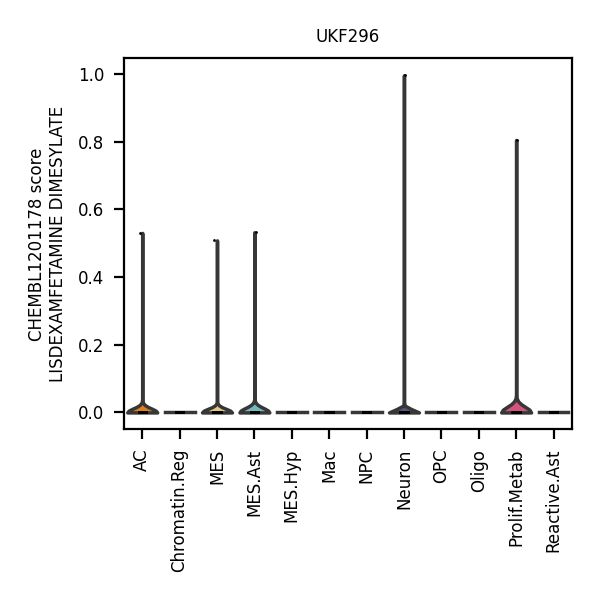 UKF296
CHEMBL1201178 score
LISDEXAMFETAMINE DIMESYLATE
1.0
0.8
0.6
0.4
0.2
0.0
AC
Chromatin.Reg
MES
MES.Ast
MES.Hyp
Mac
NPC
Neuron
OPC
Oligo
Prolif.Metab
Reactive.Ast